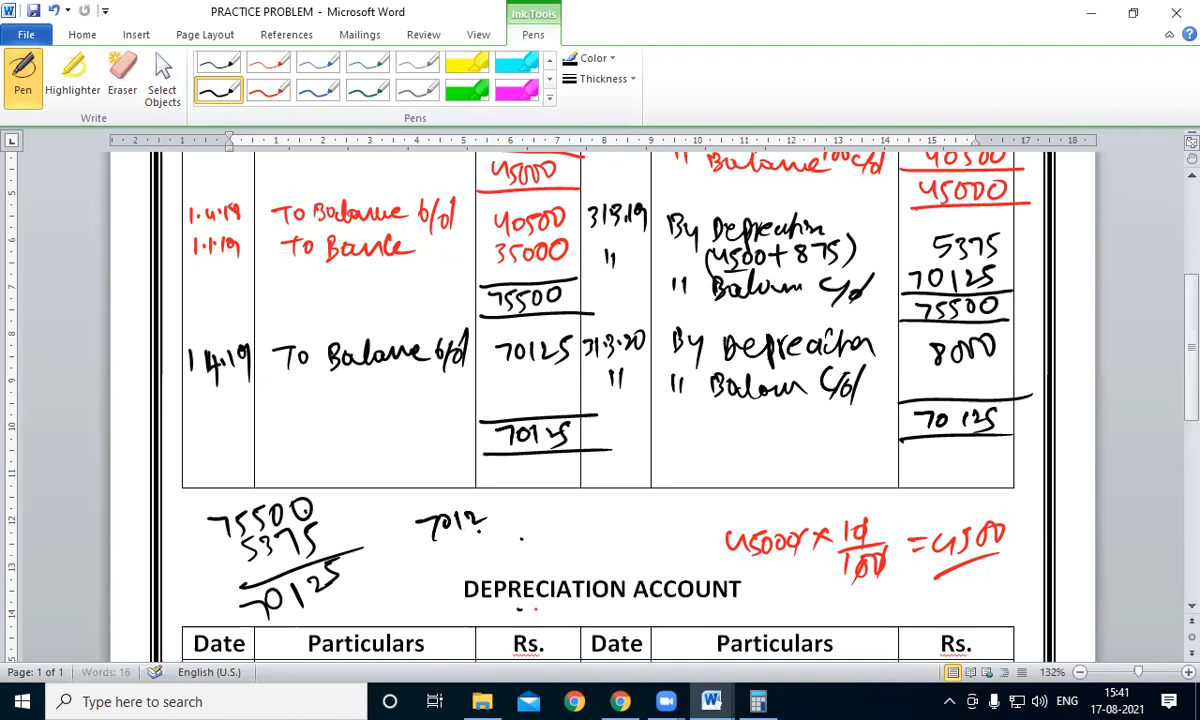 PRACTICE PROBLEM - Microsoft Word
Ink Tools
File Home Insert Page Layout References Mailings Review View Pens
Pen Highlighter Eraser Select Objects
Color
Thickness
Write Pens
45000 " Balance c/d 40500
45000
1.4.19 To Balance b/d 40500 31.3.19 By Depreciation
(4500+875) 5375
1.1.19 To Bank 35000 "
" Balance c/d 70125
75500 75500
1.4.19 To Balance b/d 70125 31.3.20 By Depreciation 8000
" " Balance c/d
70125 70125
75500
5375
70125
7012
45000 × 10/100 = 4500
DEPRECIATION ACCOUNT
Date Particulars Rs. Date Particulars Rs.
Page: 1 of 1 Words: 16 English (U.S.) 132%
Type here to search
ENG
15:41
17-08-2021